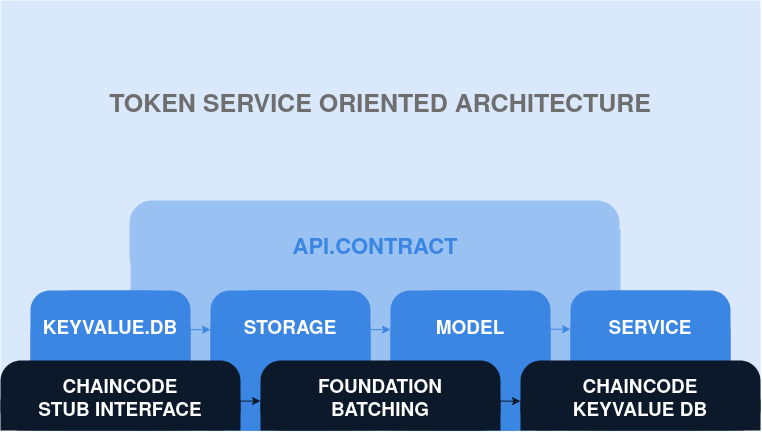 TOKEN SERVICE ORIENTED ARCHITECTURE
API.CONTRACT
KEYVALUE.DB
STORAGE
MODEL
SERVICE
CHAINCODE
STUB INTERFACE
FOUNDATION
BATCHING
CHAINCODE
KEYVALUE DB